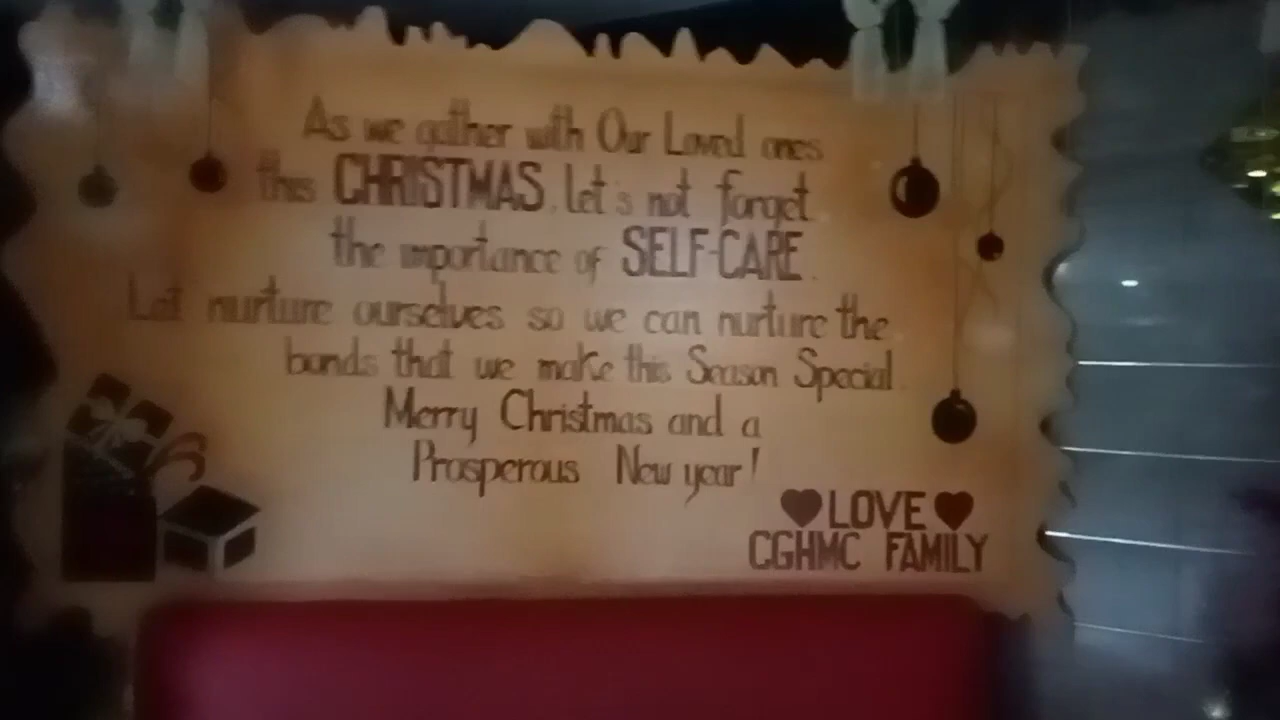 As we gather with Our Loved ones
this CHRISTMAS, let's not forget
the importance of SELF-CARE.
Let nurture ourselves so we can nurture the
bonds that we make this Season Special.
Merry Christmas and a
Prosperous New year!
♥LOVE♥
CGHMC FAMILY